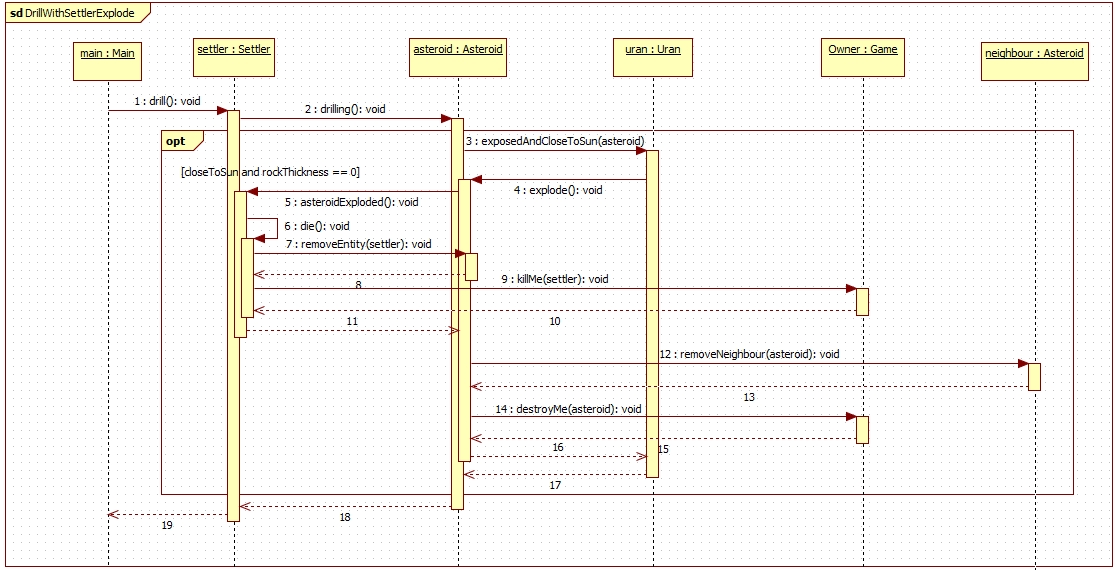 sd DrillWithSettlerExplode
main : Main
settler : Settler
asteroid : Asteroid
uran : Uran
Owner : Game
neighbour : Asteroid
1 : drill(): void
2 : drilling(): void
opt
3 : exposedAndCloseToSun(asteroid)
[closeToSun and rockThickness == 0]
4 : explode(): void
5 : asteroidExploded(): void
6 : die(): void
7 : removeEntity(settler): void
8
9 : killMe(settler): void
10
11
12 : removeNeighbour(asteroid): void
13
14 : destroyMe(asteroid): void
15
16
17
18
19